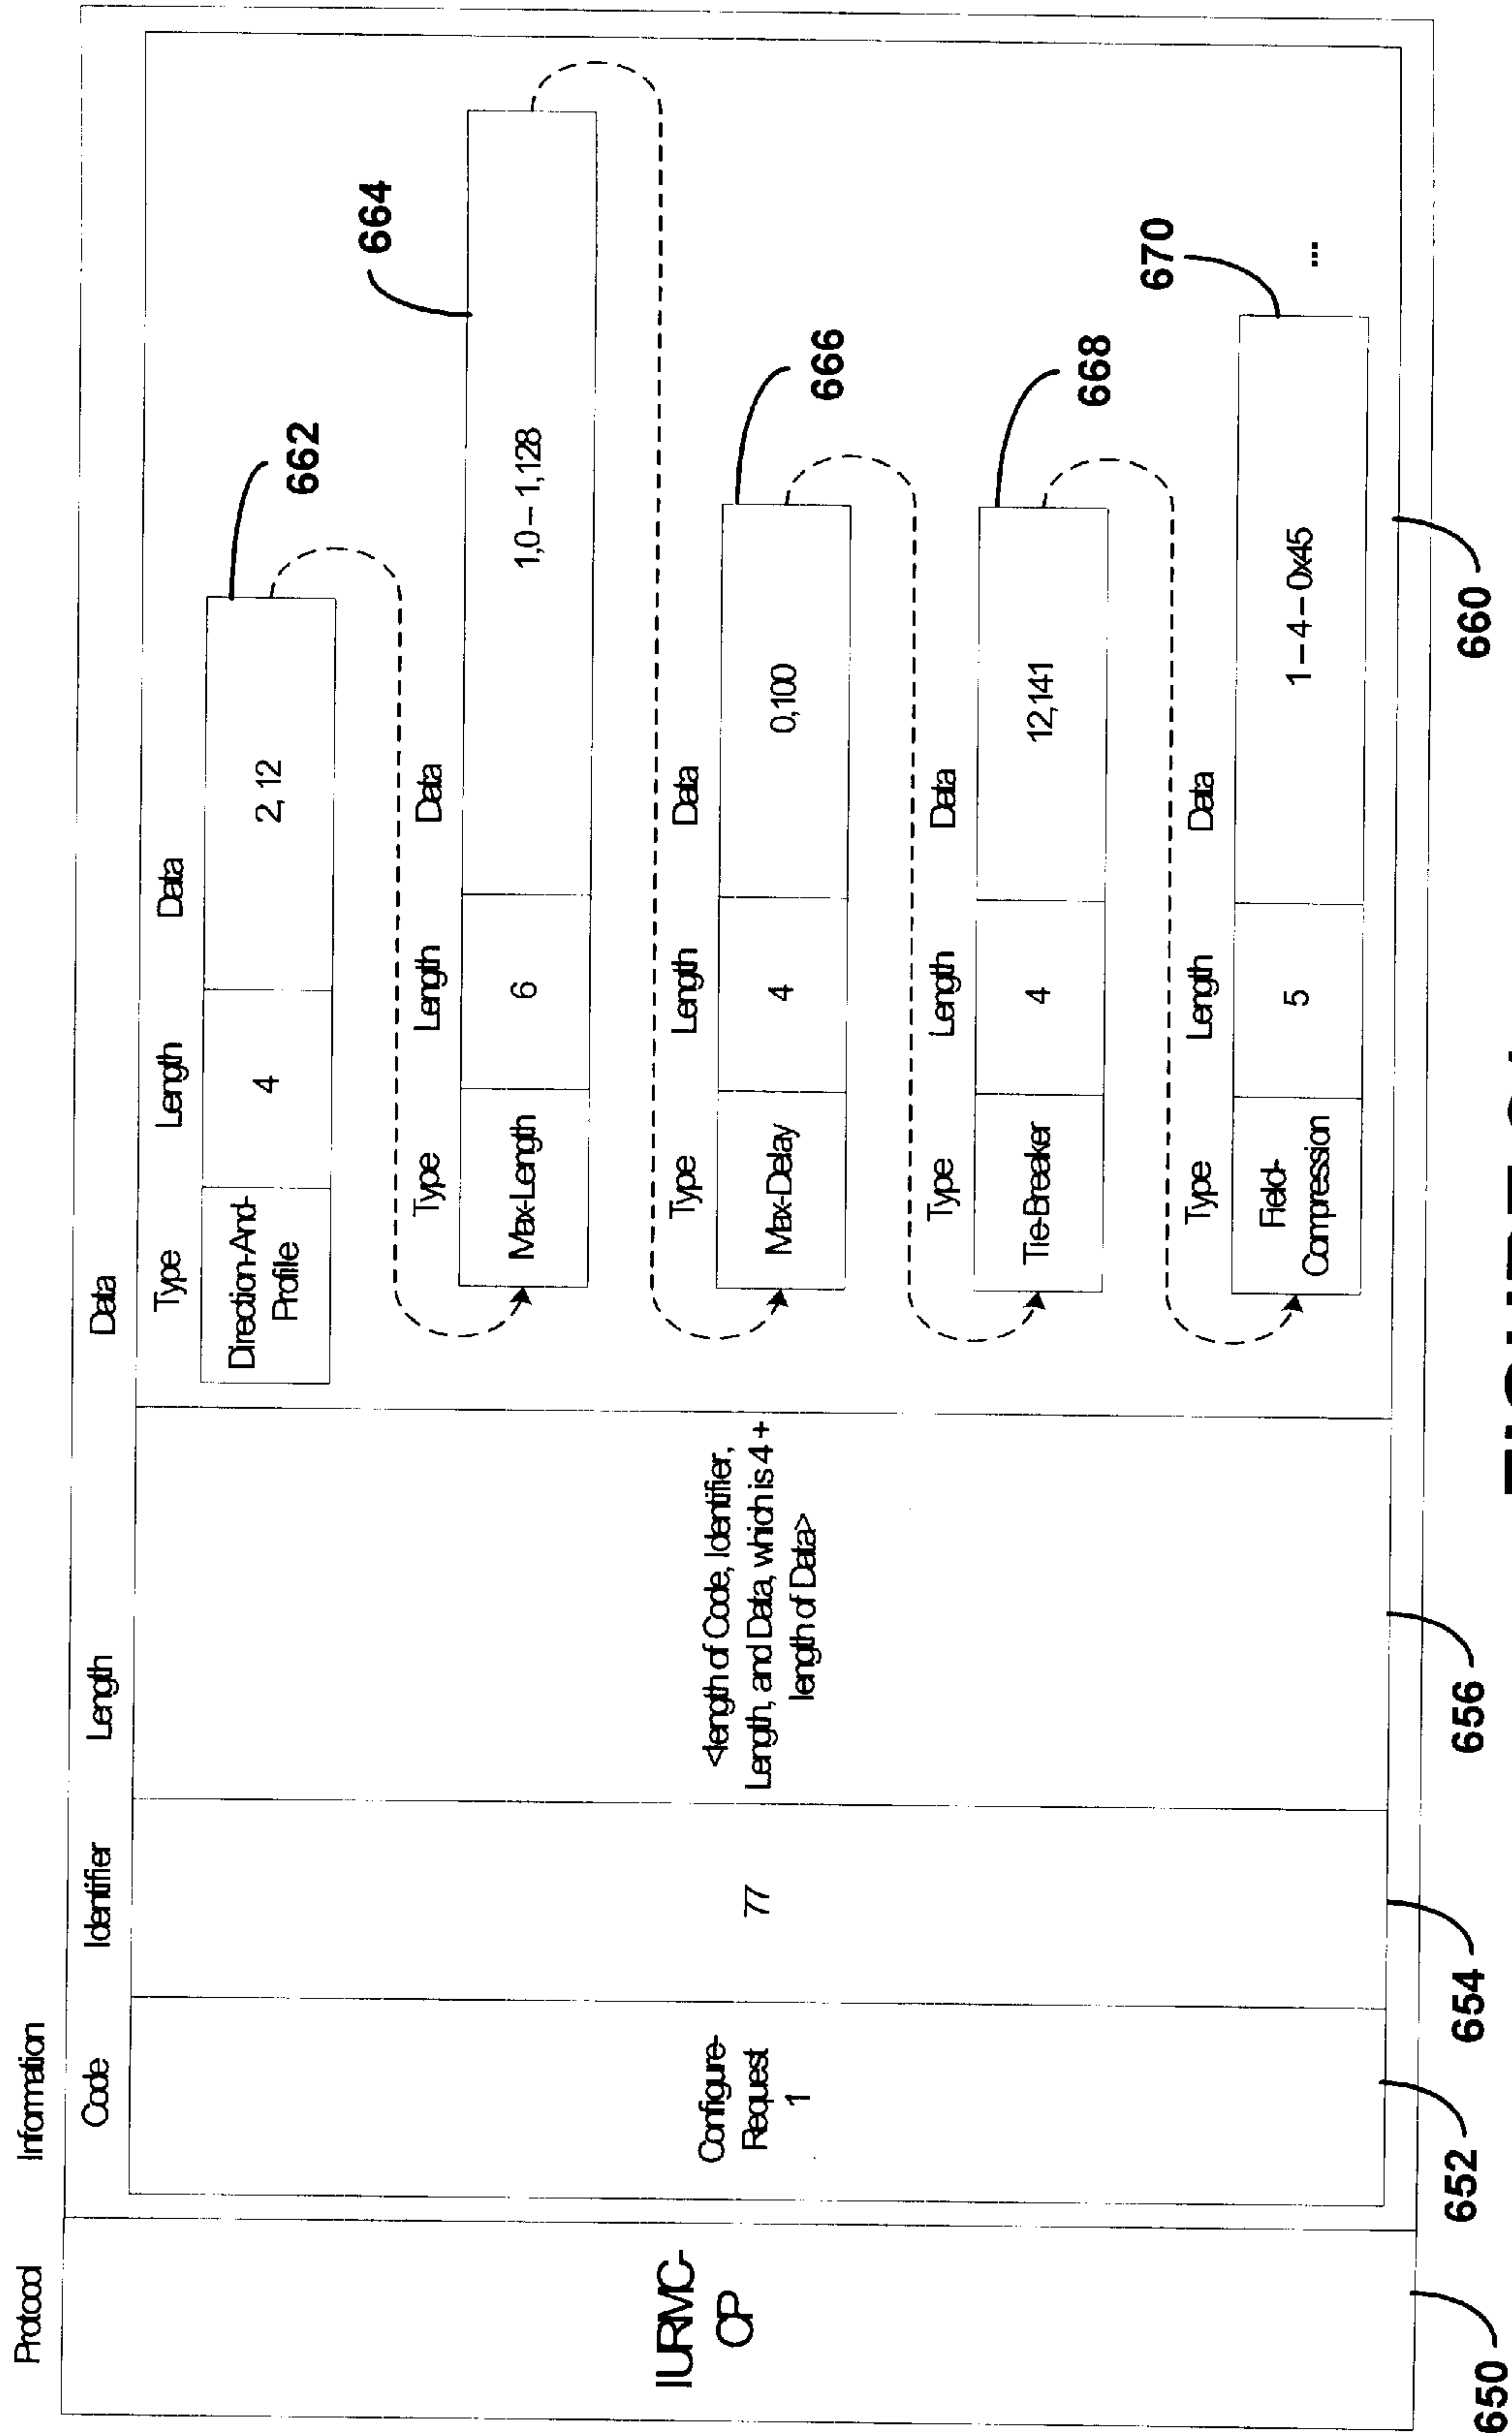 Protocol
Information
Code
Identifier
Length
Data
IURMC-
CP
Configure-
Request
1
77
<length of Code, Identifier,
Length, and Data, which is 4 +
length of Data>
Type
Length
Data
Direction-And-
Profile
4
2, 12
662
Type
Length
Data
Max-Length
6
1,0 – 1,128
664
Type
Length
Data
Max-Delay
4
0,100
666
Type
Length
Data
Tie-Breaker
4
12,141
668
Type
Length
Data
Field-
Compression
5
1 – 4 – 0x45
670
...
650
652
654
656
660